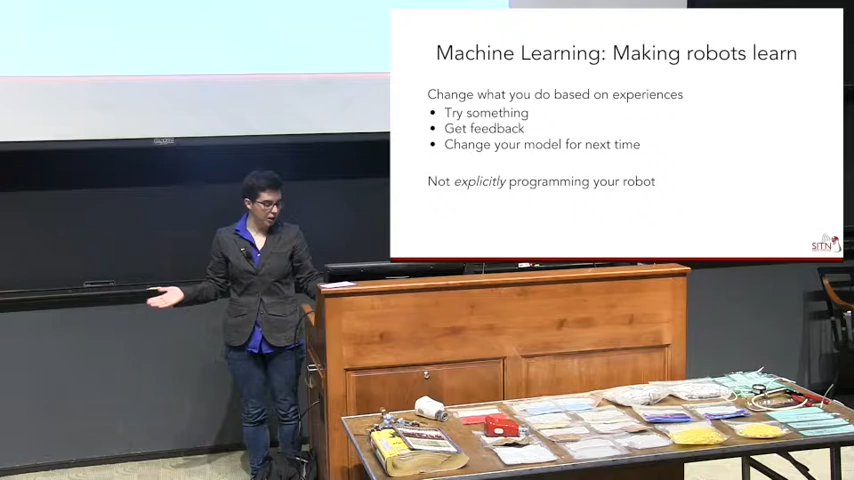 Machine Learning: Making robots learn
Change what you do based on experiences
• Try something
• Get feedback
• Change your model for next time
Not explicitly programming your robot
SITN